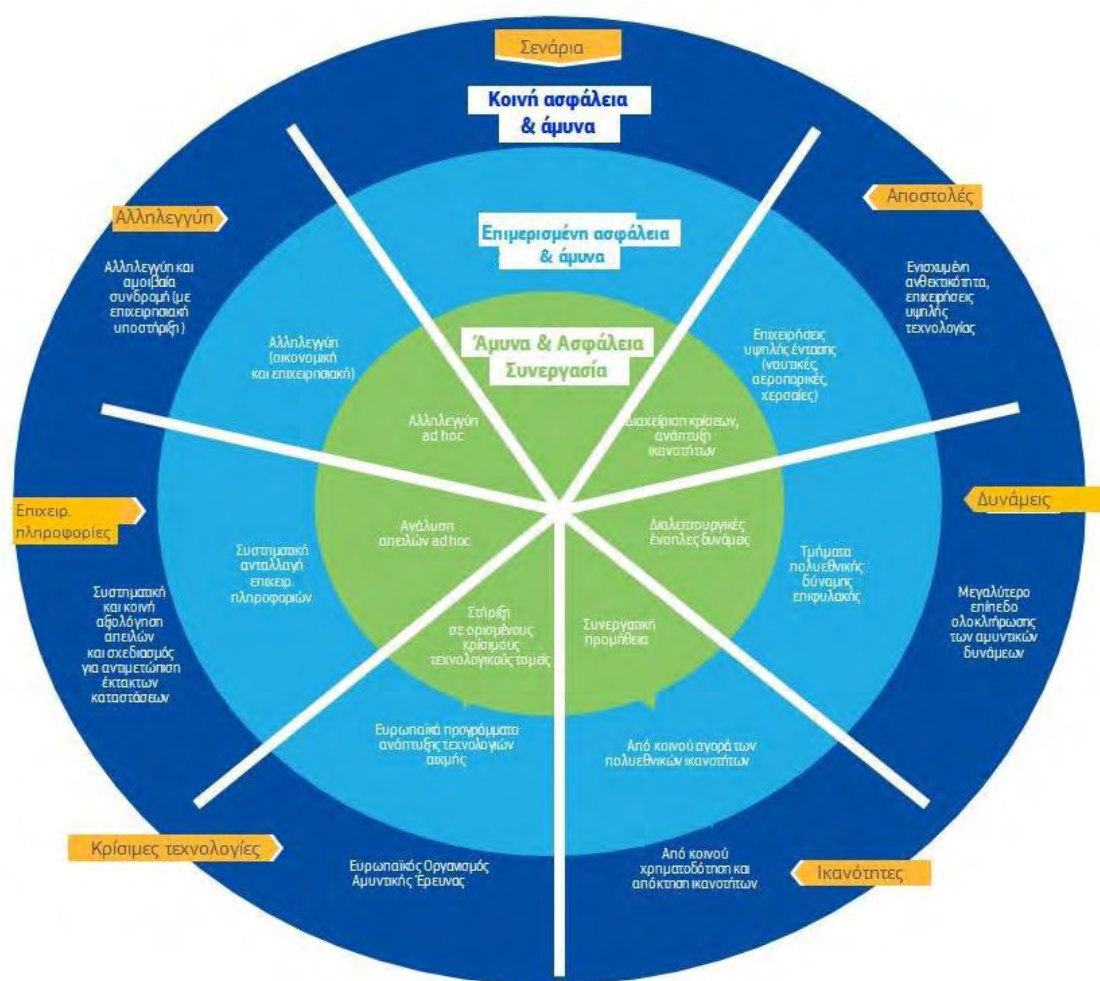 Σενάρια
Κοινή ασφάλεια
& άμυνα
Επιμερισμένη ασφάλεια
& άμυνα
Άμυνα & Ασφάλεια
Συνεργασία
Αλληλεγγύη
Αλληλεγγύη και
αμοιβαία
συνδρομή (με
επιχειρησιακή
υποστήριξη)
Αλληλεγγύη
(οικονομική
και επιχειρησιακή)
Αλληλεγγύη
ad hoc
Αποστολές
Ενισχυμένη
ανθεκτικότητα,
επιχειρήσεις
υψηλής
τεχνολογίας
Επιχειρήσεις
υψηλής έντασης
(ναυτικές,
αεροπορικές,
χερσαίες)
Διαχείριση κρίσεων,
ανάπτυξη
ικανοτήτων
Επιχειρ.
πληροφορίες
Συστηματική
και κοινή
αξιολόγηση
απειλών
και σχεδιασμός
για αντιμετώπιση
έκτακτων
καταστάσεων
Συστηματική
ανταλλαγή
επιχειρ.
πληροφοριών
Ανάλυση
απειλών ad hoc
Δυνάμεις
Μεγαλύτερο
επίπεδο
ολοκλήρωσης
των αμυντικών
δυνάμεων
Τμήματα
πολυεθνικής
δύναμης
επιφυλακής
Διαλειτουργικές
ένοπλες δυνάμεις
Στήριξη
σε ορισμένους
κρίσιμους
τεχνολογικούς τομείς
Ευρωπαϊκά προγράμματα
ανάπτυξης τεχνολογιών
αιχμής
Κρίσιμες τεχνολογίες
Ευρωπαϊκός Οργανισμός
Αμυντικής Έρευνας
Συνεργατική
προμήθεια
Από κοινού αγορά των
πολυεθνικών ικανοτήτων
Από κοινού
χρηματοδότηση και
απόκτηση ικανοτήτων
Ικανότητες